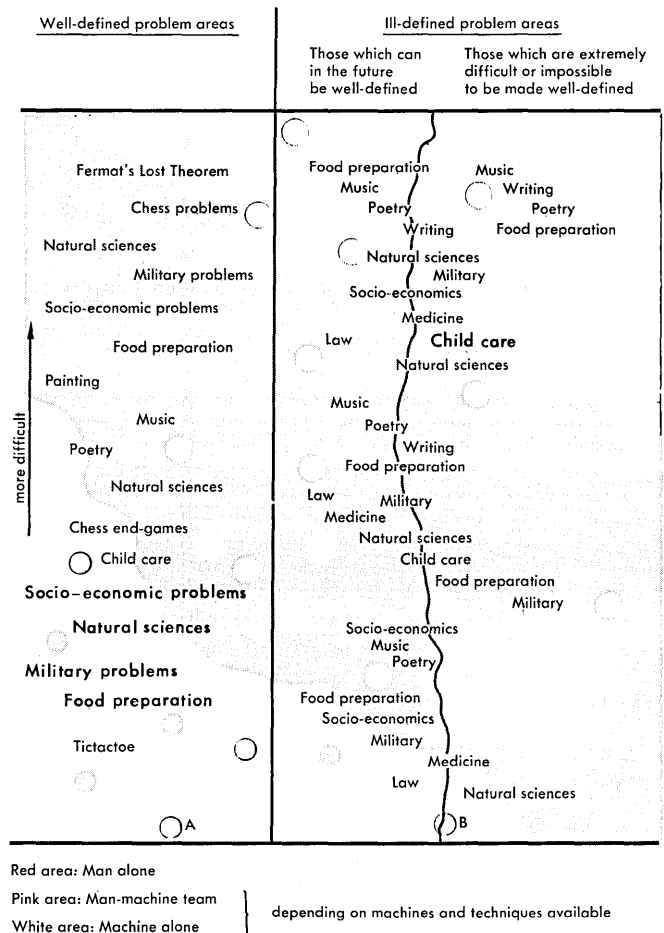 Well-defined problem areas
Ill-defined problem areas
Those which can
in the future
be well-defined
Those which are extremely
difficult or impossible
to be made well-defined
more difficult
Fermat's Lost Theorem
Chess problems
Natural sciences
Military problems
Socio-economic problems
Food preparation
Painting
Music
Poetry
Natural sciences
Chess end-games
Child care
Socio-economic problems
Natural sciences
Military problems
Food preparation
Tictactoe
A
Food preparation
Music
Poetry
Writing
Natural sciences
Military
Socio-economics
Medicine
Law
Child care
Natural sciences
Music
Poetry
Writing
Food preparation
Law
Military
Medicine
Natural sciences
Child care
Food preparation
Military
Socio-economics
Music
Poetry
Food preparation
Socio-economics
Military
Medicine
Law
Natural sciences
B
Music
Writing
Poetry
Food preparation
Red area: Man alone
Pink area: Man-machine team
White area: Machine alone
depending on machines and techniques available